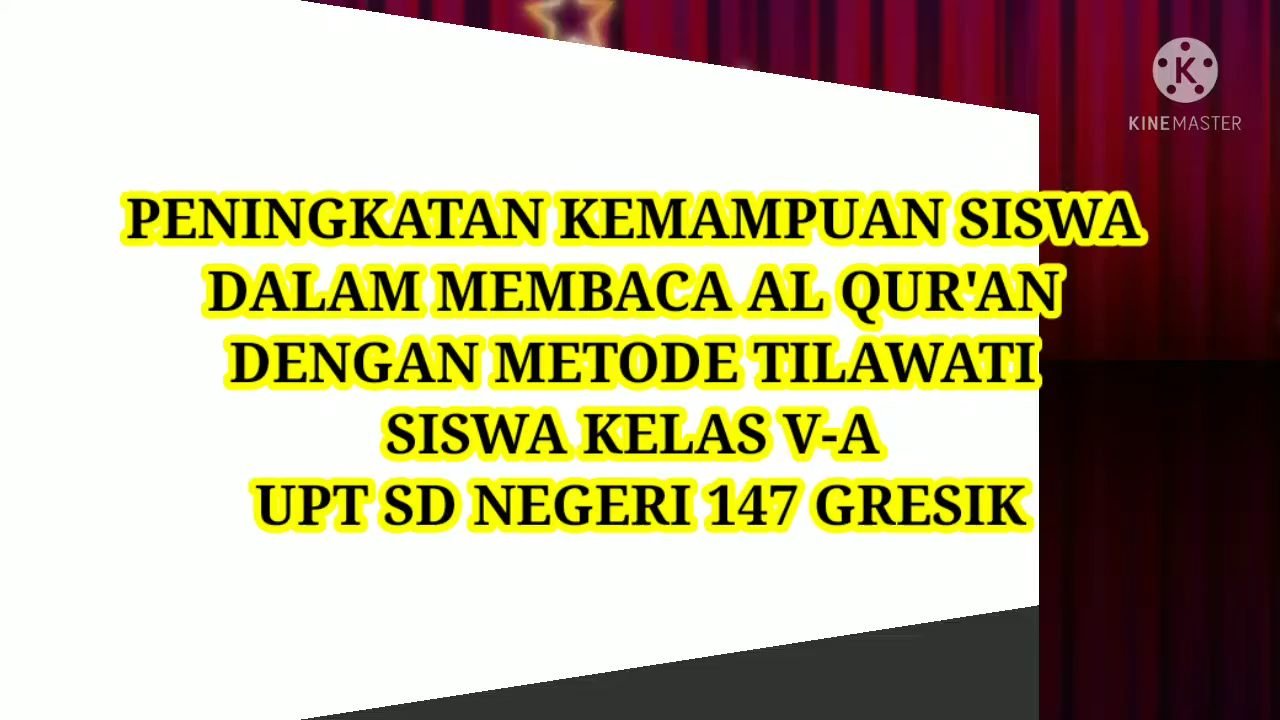 KINEMASTER
PENINGKATAN KEMAMPUAN SISWA
DALAM MEMBACA AL QUR'AN
DENGAN METODE TILAWATI
SISWA KELAS V-A
UPT SD NEGERI 147 GRESIK